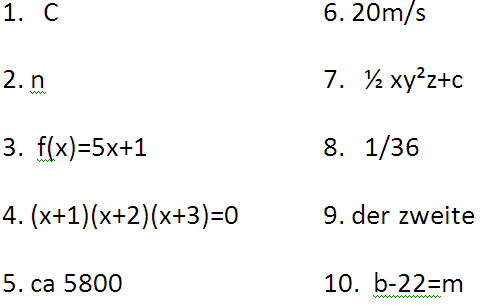 1. C
2. n
3. f(x)=5x+1
4. (x+1)(x+2)(x+3)=0
5. ca 5800
6. 20m/s
7. ½ xy²z+c
8. 1/36
9. der zweite
10. b-22=m